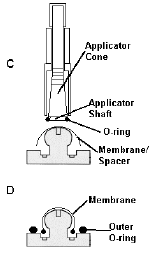 Applicator
Cone
C
Applicator
Shaft
O-ring
Membrane/
Spacer
D
Membrane
Outer
O-ring